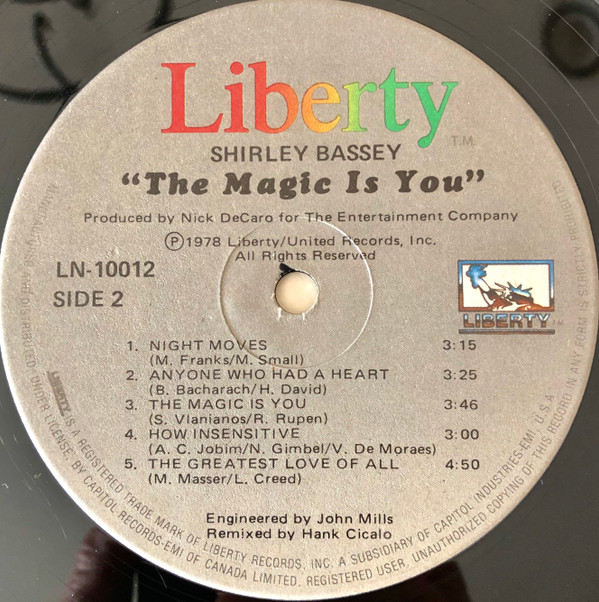 Liberty
T.M.
SHIRLEY BASSEY
"The Magic Is You"
Produced by Nick DeCaro for The Entertainment Company
Ⓟ1978 Liberty/United Records, Inc.
All Rights Reserved
LN-10012
SIDE 2
LIBERTY
1. NIGHT MOVES 3:15
(M. Franks/M. Small)
2. ANYONE WHO HAD A HEART 3:25
(B. Bacharach/H. David)
3. THE MAGIC IS YOU 3:46
(S. Vlanianos/R. Rupen)
4. HOW INSENSITIVE 3:00
(A. C. Jobim/N. Gimbel/V. De Moraes)
5. THE GREATEST LOVE OF ALL 4:50
(M. Masser/L. Creed)
Engineered by John Mills
Remixed by Hank Cicalo
LIBERTY IS A REGISTERED TRADE MARK OF LIBERTY RECORDS, INC. A SUBSIDIARY OF CAPITOL INDUSTRIES-EMI U.S.A.
DISTRIBUTED UNDER LICENSE, BY CAPITOL RECORDS-EMI OF CANADA LIMITED, REGISTERED USER. UNAUTHORIZED COPYING OF THIS RECORD IN ANY FORM IS STRICTLY PROHIBITED.